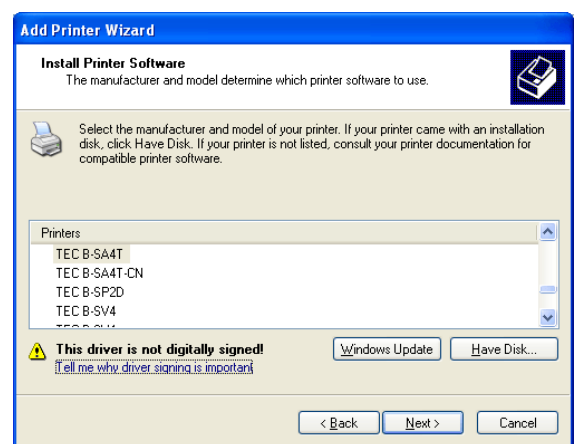 Add Printer Wizard
Install Printer Software
The manufacturer and model determine which printer software to use.
Select the manufacturer and model of your printer. If your printer came with an installation
disk, click Have Disk. If your printer is not listed, consult your printer documentation for
compatible printer software.
Printers
TEC B-SA4T
TEC B-SA4T-CN
TEC B-SP2D
TEC B-SV4
This driver is not digitally signed!
Windows Update
Have Disk...
Tell me why driver signing is important
< Back
Next >
Cancel